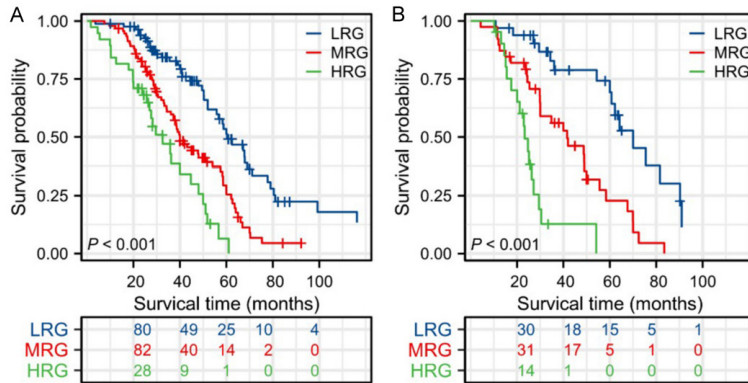 A
1.00
0.75
0.50
0.25
0.00
Survival probability
LRG
MRG
HRG
P < 0.001
20 40 60 80 100
Survical time (months)
LRG 80 49 25 10 4
MRG 82 40 14 2 0
HRG 28 9 1 0 0
B
1.00
0.75
0.50
0.25
0.00
Survival probability
LRG
MRG
HRG
P < 0.001
20 40 60 80 100
Survical time (months)
LRG 30 18 15 5 1
MRG 31 17 5 1 0
HRG 14 1 0 0 0